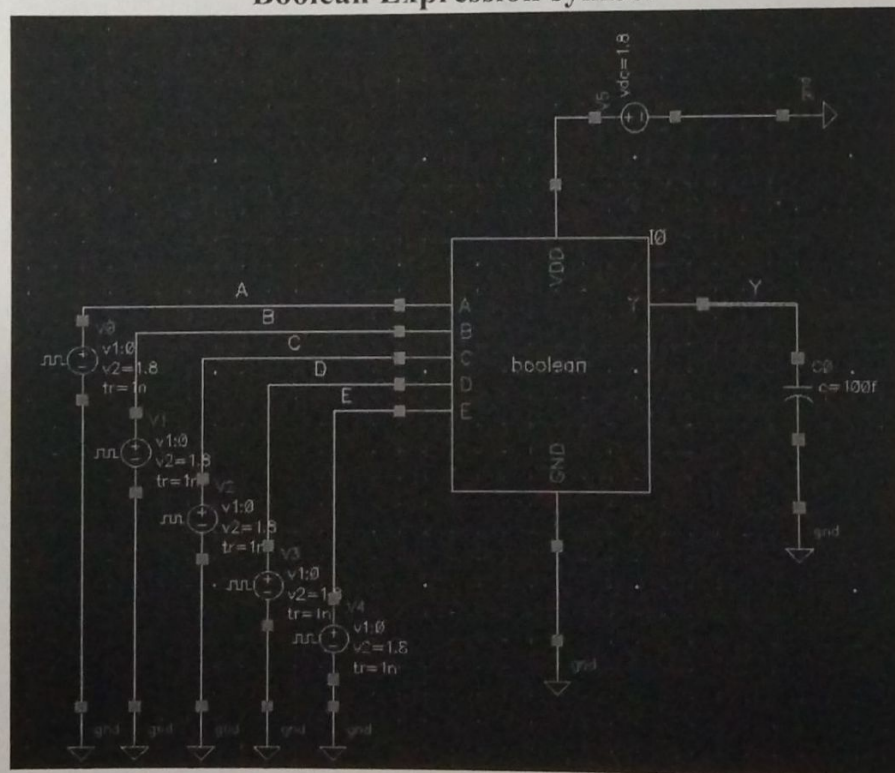 Boolean Expression
V5
vdc=1.8
gnd
I0
VDD
A
B
C
D
E
A
B
C
D
E
Y
Y
boolean
GND
V0
v1:0
v2=1.8
tr=1n
V1
v1:0
v2=1.8
tr=1n
V2
v1:0
v2=1.8
tr=1n
V3
v1:0
v2=1.8
tr=1n
V4
v1:0
v2=1.8
tr=1n
C0
c=100f
gnd
gnd
gnd
gnd
gnd
gnd
gnd